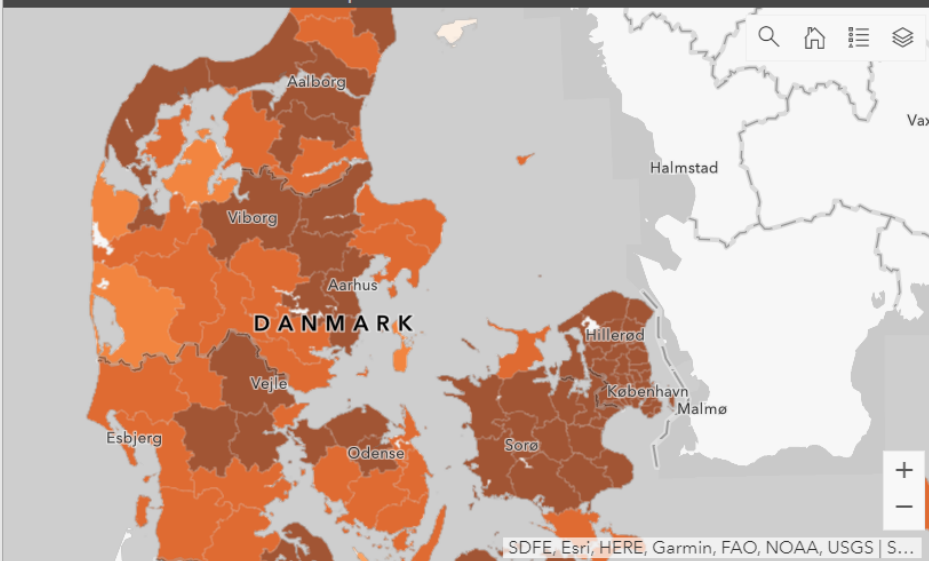 Aalborg
Halmstad
Viborg
Aarhus
DANMARK
Hillerød
Vejle
København
Malmø
Esbjerg
Sorø
Odense
SDFE, Esri, HERE, Garmin, FAO, NOAA, USGS | S...